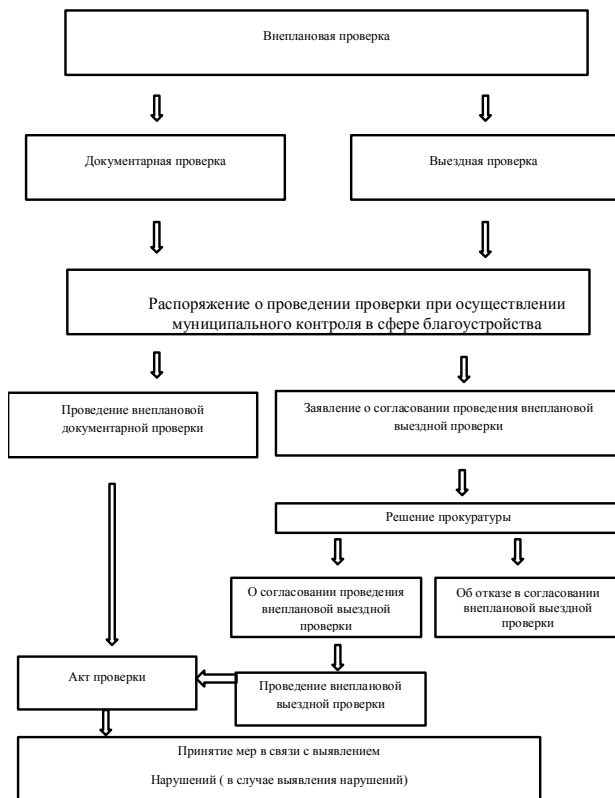 Внеплановая проверка
Документарная проверка
Выездная проверка
Распоряжение о проведении проверки при осуществлении
муниципального контроля в сфере благоустройства
Проведение внеплановой
документарной проверки
Заявление о согласовании проведения внеплановой
выездной проверки
Решение прокуратуры
О согласовании проведения
внеплановой выездной
проверки
Об отказе в согласовании
внеплановой выездной
проверки
Акт проверки
Проведение внеплановой
выездной проверки
Принятие мер в связи с выявлением
Нарушений ( в случае выявления нарушений)